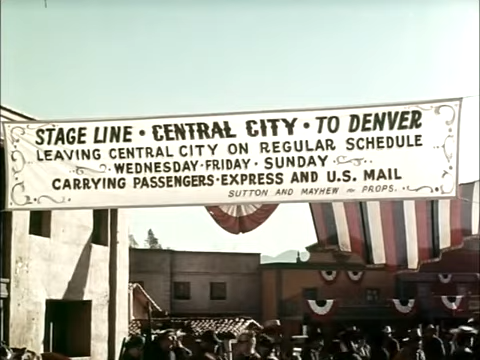 STAGE LINE • CENTRAL CITY • TO DENVER
LEAVING CENTRAL CITY ON REGULAR SCHEDULE
WEDNESDAY • FRIDAY • SUNDAY
CARRYING PASSENGERS • EXPRESS AND U.S. MAIL
SUTTON AND MAYHEW - PROPS.